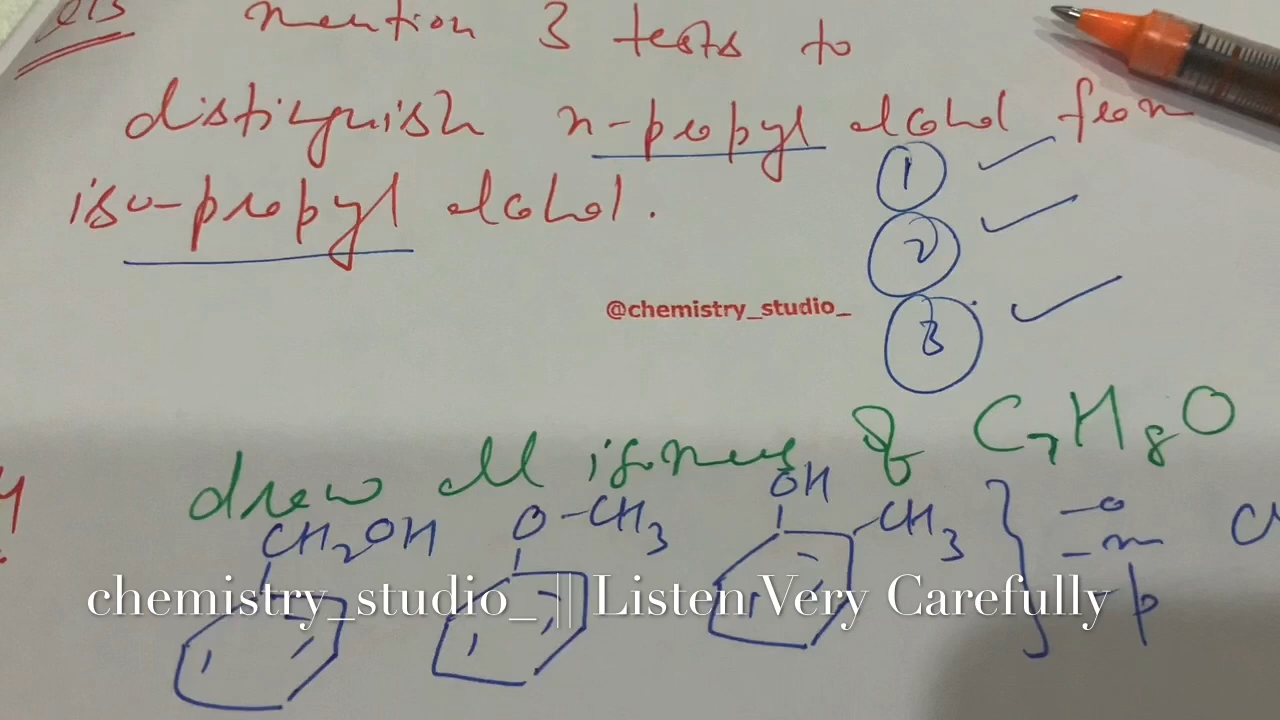 mention 3 tests to
distinguish n-propyl alcohol from
iso-propyl alcohol.
1
2
3
@chemistry_studio_
draw all isomers of C7H8O
CH2OH
O-CH3
OH
-CH3
-o
-m
-p
chemistry_studio_ || Listen Very Carefully